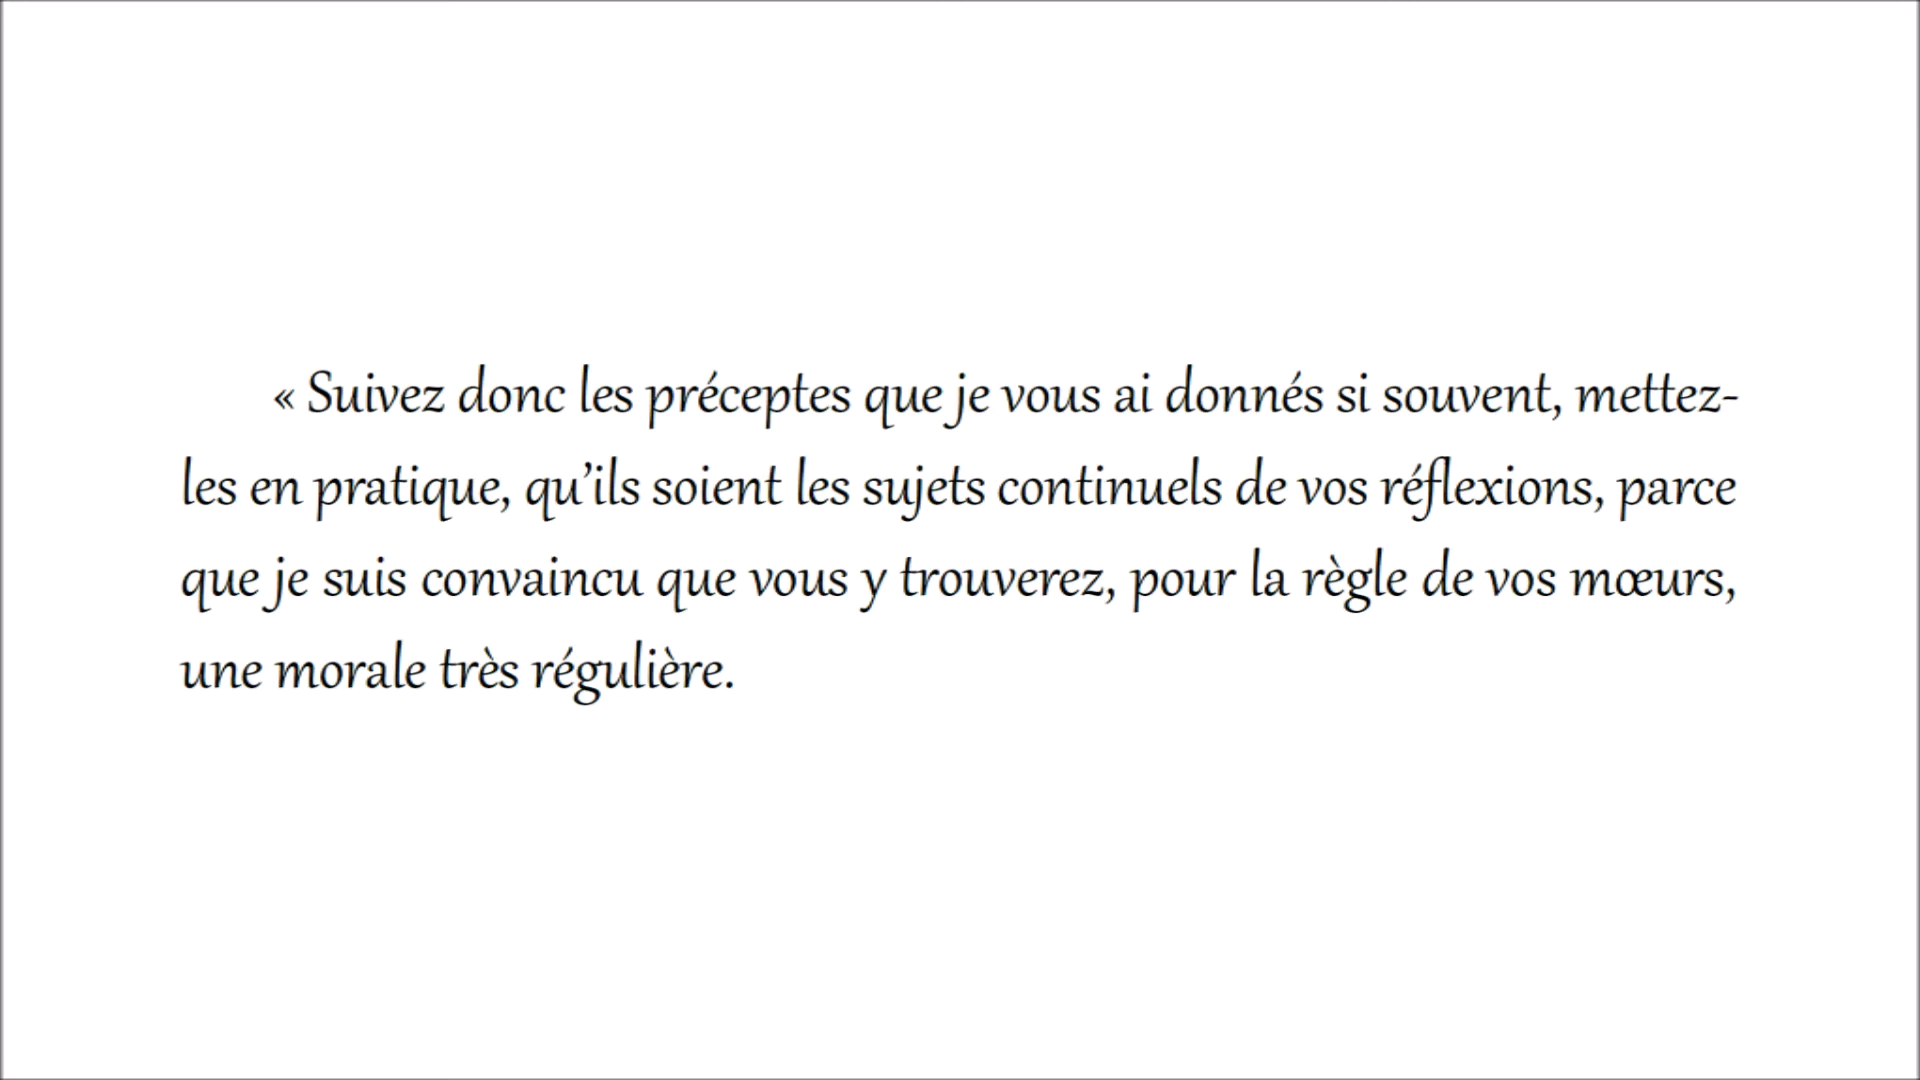 « Suivez donc les préceptes que je vous ai donnés si souvent, mettez-
les en pratique, qu’ils soient les sujets continuels de vos réflexions, parce
que je suis convaincu que vous y trouverez, pour la règle de vos mœurs,
une morale très régulière.